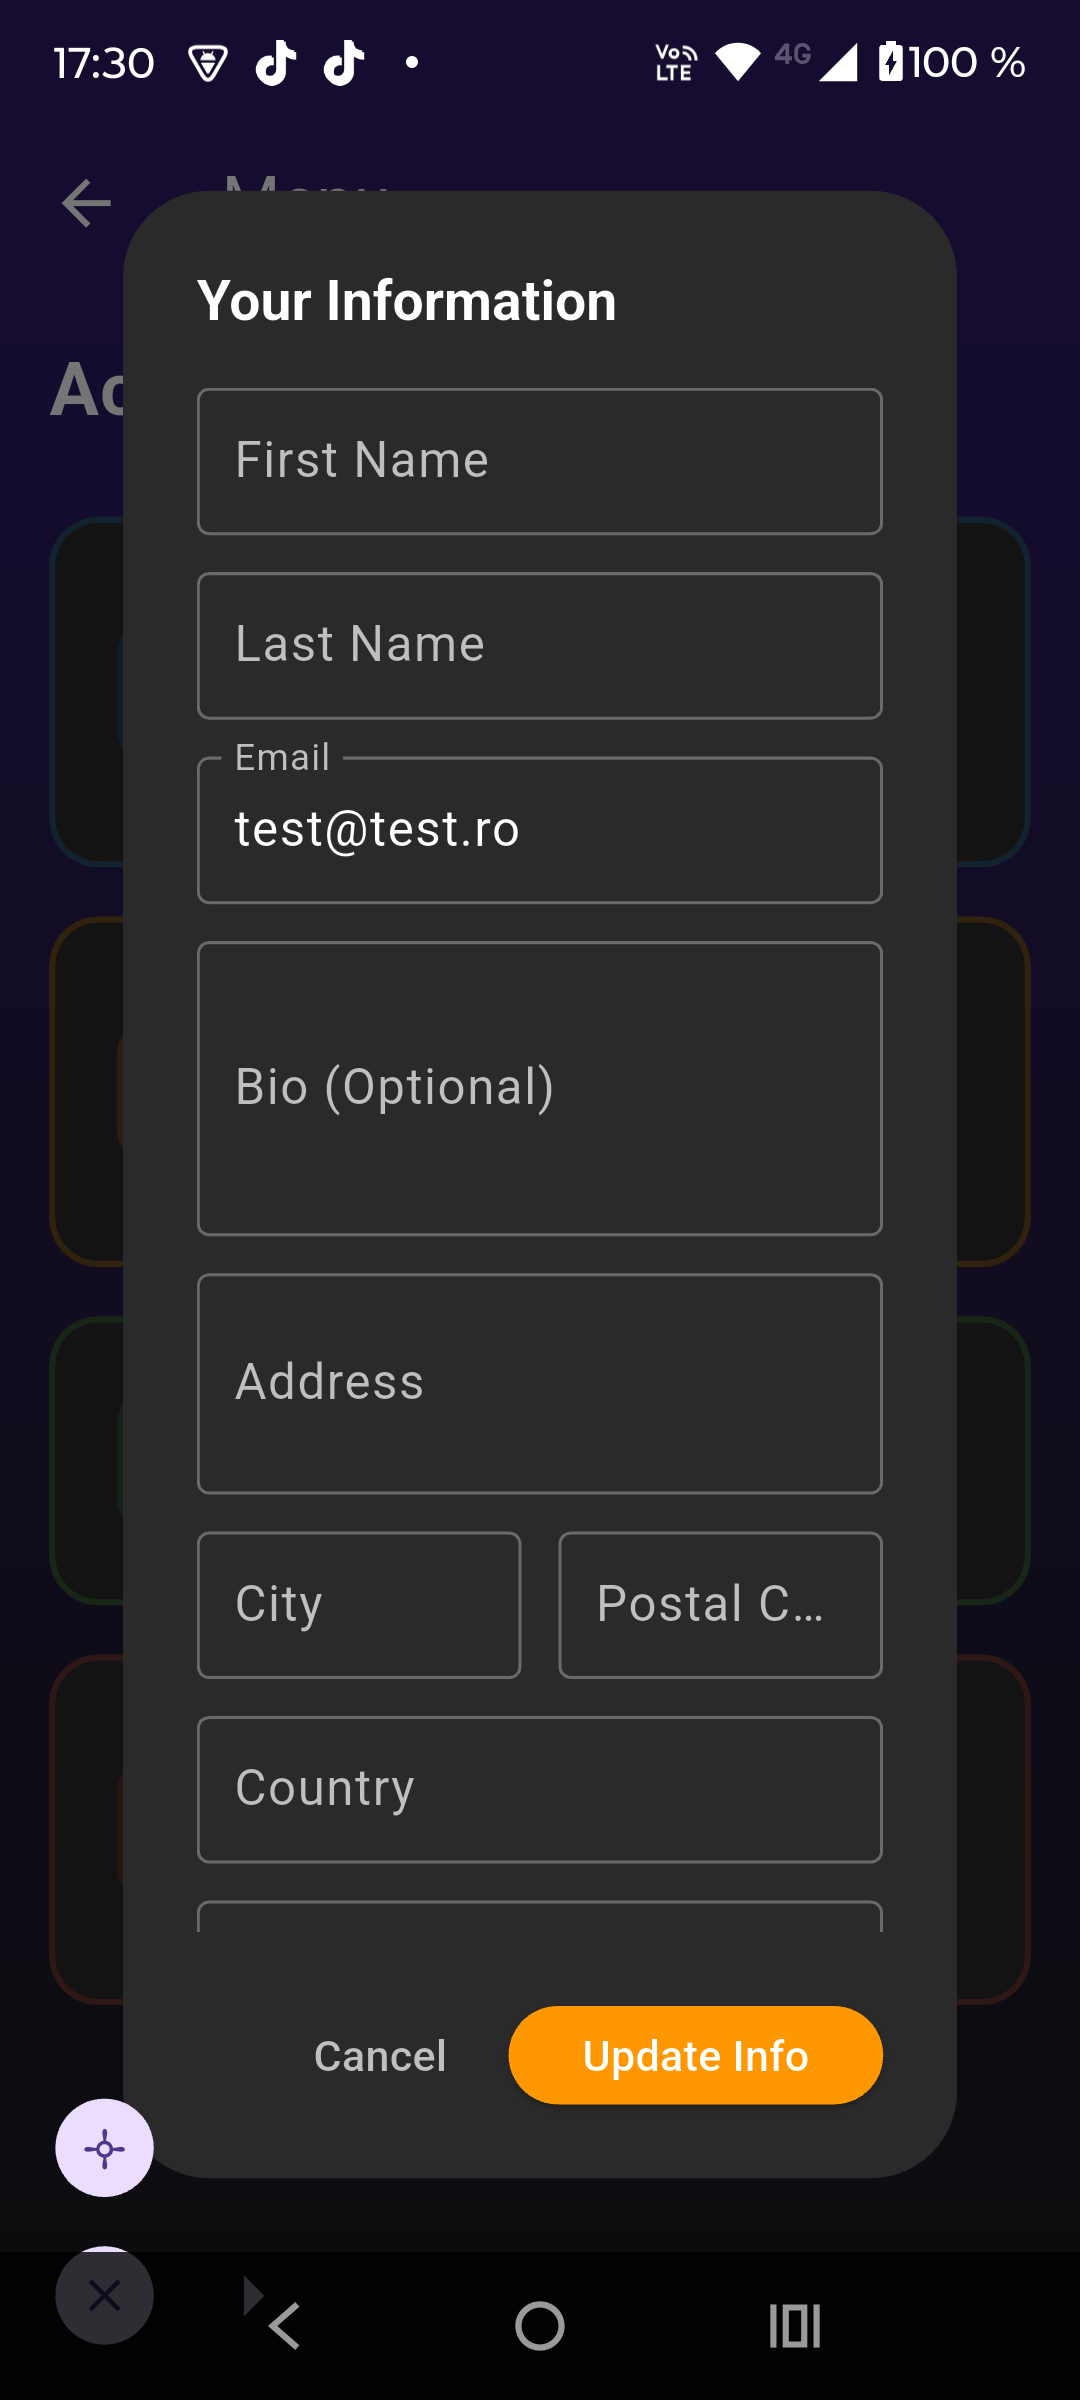 17:30 Vo LTE 4G 100 %
Menu
Your Information
Ac
First Name
Last Name
Email
test@test.ro
Bio (Optional)
Address
City Postal C...
Country
Cancel Update Info